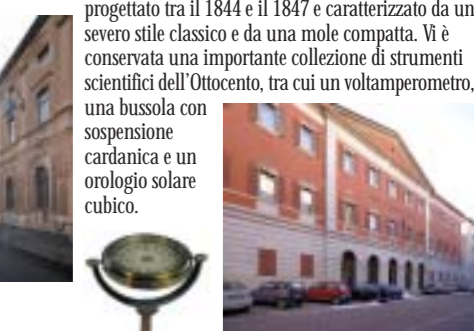 progettato tra il 1844 e il 1847 e caratterizzato da un
severo stile classico e da una mole compatta. Vi è
conservata una importante collezione di strumenti
scientifici dell’Ottocento, tra cui un voltamperometro,
una bussola con
sospensione
cardanica e un
orologio solare
cubico.